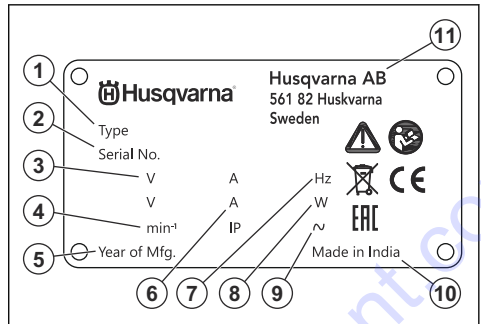 11
1
2
3
4
5
Husqvarna
Husqvarna AB
561 82 Huskvarna
Sweden
Type
Serial No.
V A Hz
V A W
min-1 IP ~
Year of Mfg. Made in India
CE
EAC
6 7 8 9 10